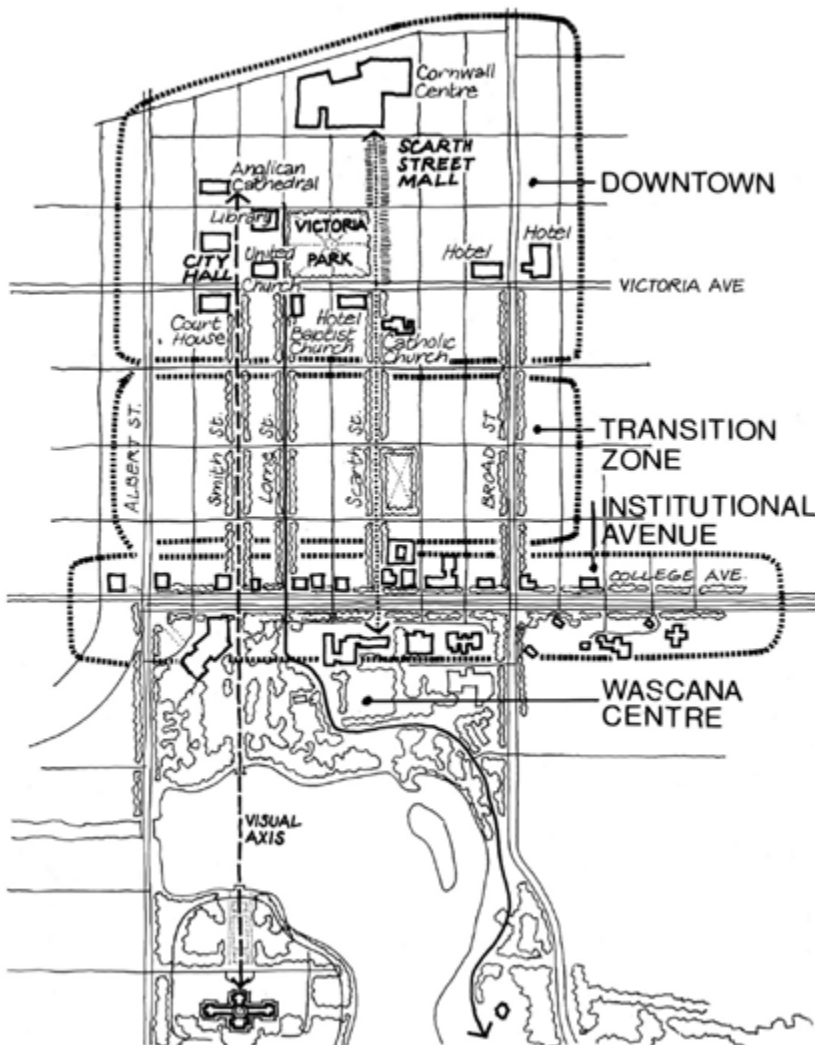 Cornwall
Centre
SCARTH
STREET
MALL
DOWNTOWN
Anglican
Cathedral
Library
VICTORIA
PARK
CITY
HALL
United
Church
Hotel
Hotel
VICTORIA AVE
Court
House
Hotel
Baptist
Church
Catholic
Church
ALBERT ST.
Smith St.
Lorne St.
Scarth St.
BROAD ST
TRANSITION
ZONE
INSTITUTIONAL
AVENUE
COLLEGE AVE.
WASCANA
CENTRE
VISUAL
AXIS